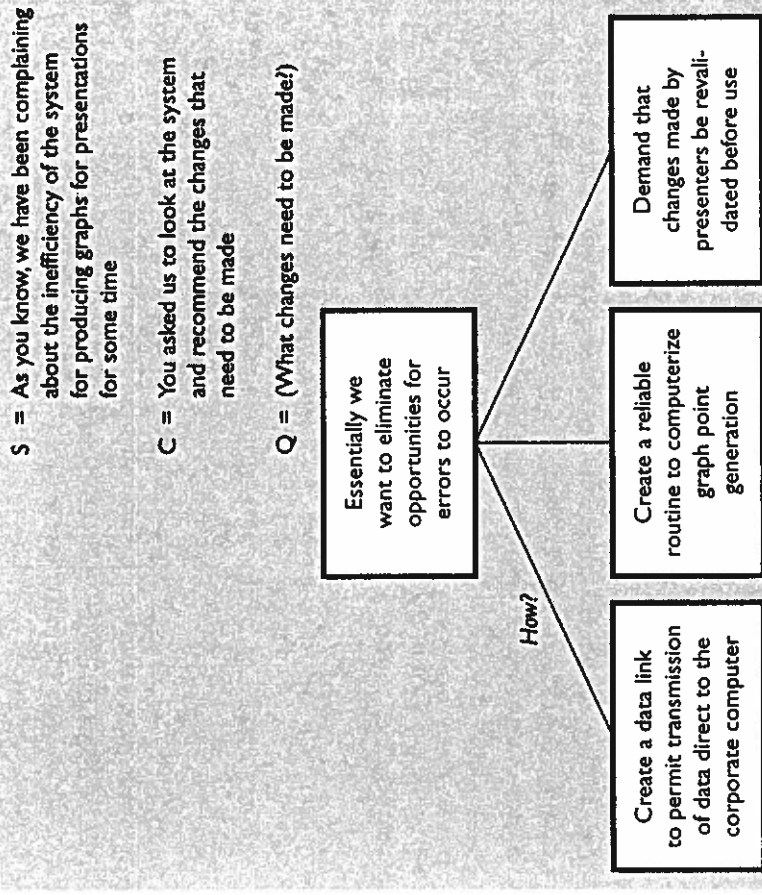 S = As you know, we have been complaining
about the inefficiency of the system
for producing graphs for presentations
for some time
C = You asked us to look at the system
and recommend the changes that
need to be made
Q = (What changes need to be made?)
Essentially we
want to eliminate
opportunities for
errors to occur
How?
Create a data link
to permit transmission
of data direct to the
corporate computer
Create a reliable
routine to computerize
graph point
generation
Demand that
changes made by
presenters be revali-
dated before use